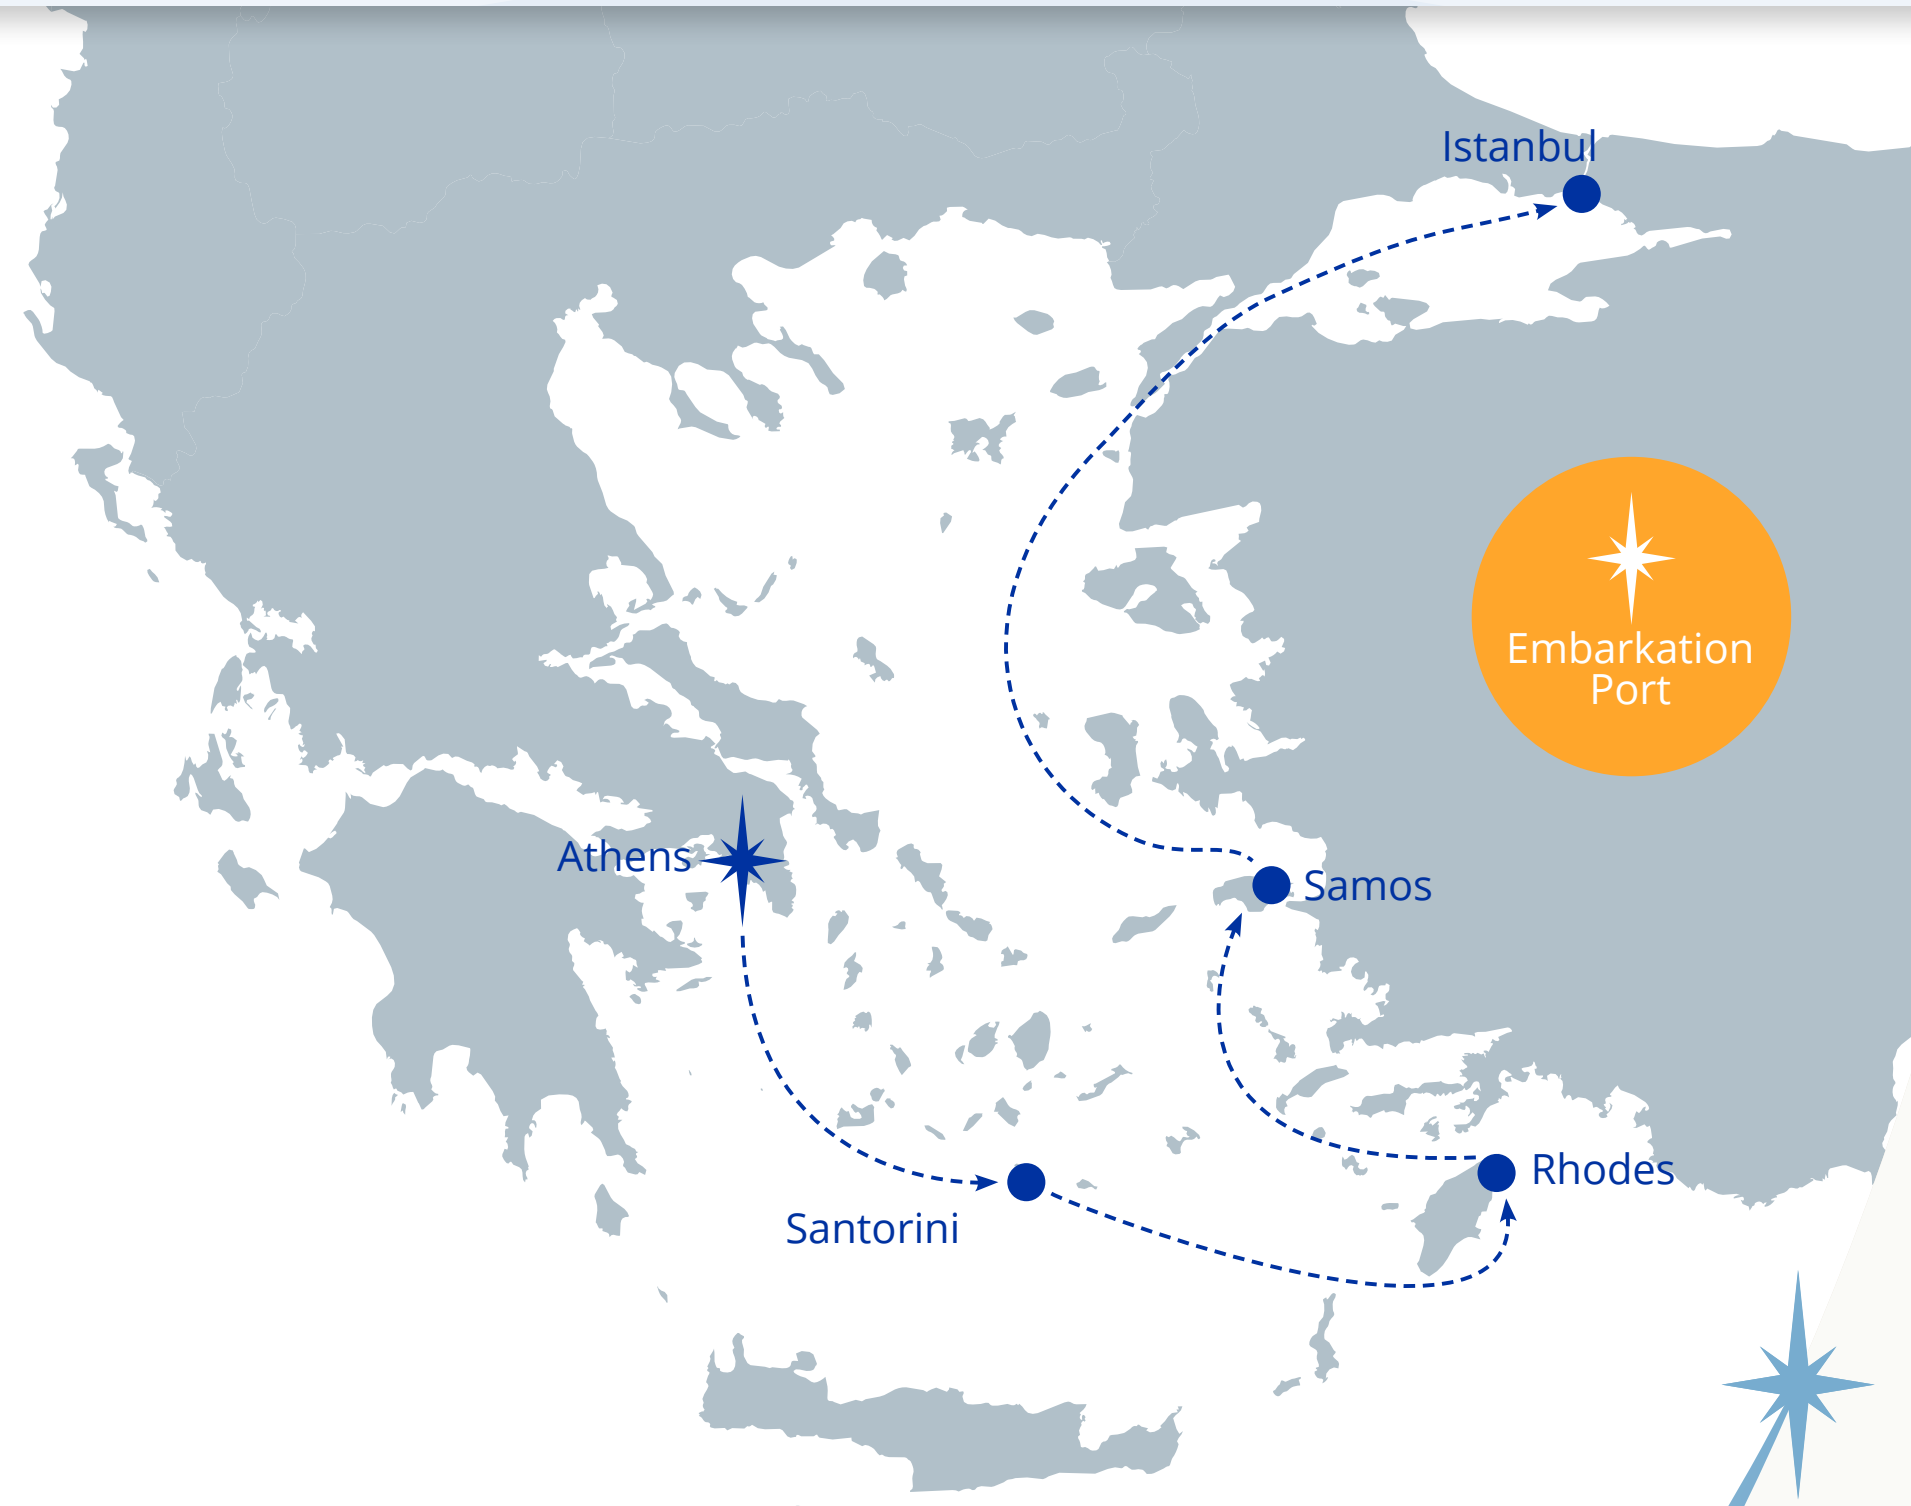 Istanbul
Embarkation
Port
Athens
Samos
Rhodes
Santorini